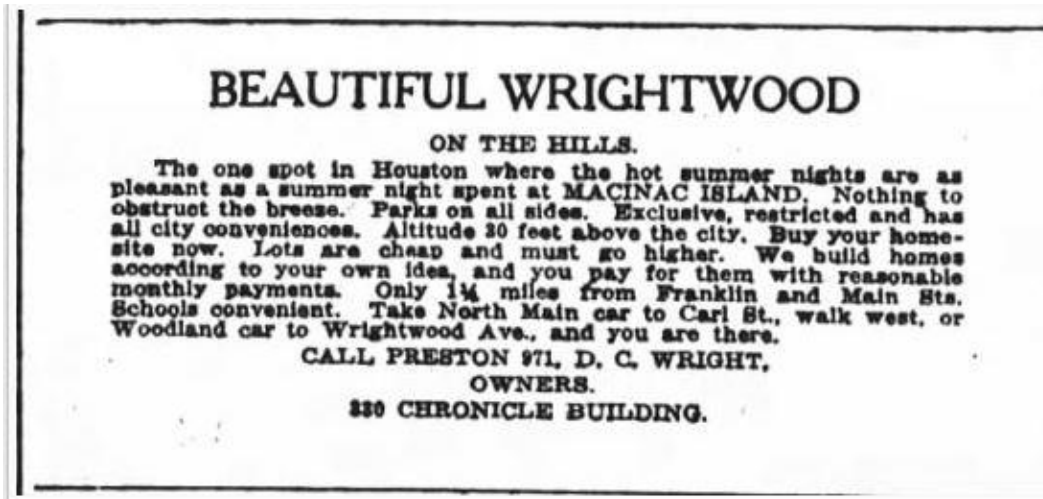 BEAUTIFUL WRIGHTWOOD
ON THE HILLS.
The one spot in Houston where the hot summer nights are as
pleasant as a summer night spent at MACINAC ISLAND. Nothing to
obstruct the breeze. Parks on all sides. Exclusive, restricted and has
all city conveniences. Altitude 30 feet above the city. Buy your home-
site now. Lots are cheap and must go higher. We build homes
according to your own idea, and you pay for them with reasonable
monthly payments. Only 1¼ miles from Franklin and Main Sts.
Schools convenient. Take North Main car to Carl St., walk west, or
Woodland car to Wrightwood Ave., and you are there.
CALL PRESTON 971, D. C. WRIGHT,
OWNERS.
330 CHRONICLE BUILDING.